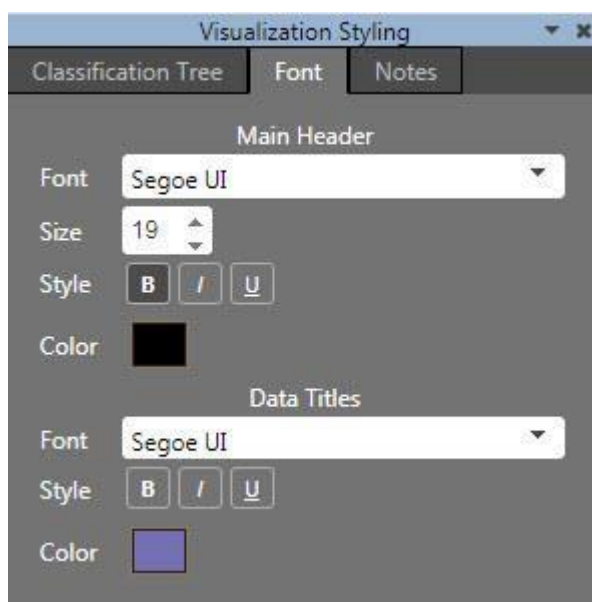 Visualization Styling
Classification Tree Font Notes
Main Header
Font Segoe UI
Size 19
Style B I U
Color
Data Titles
Font Segoe UI
Style B I U
Color